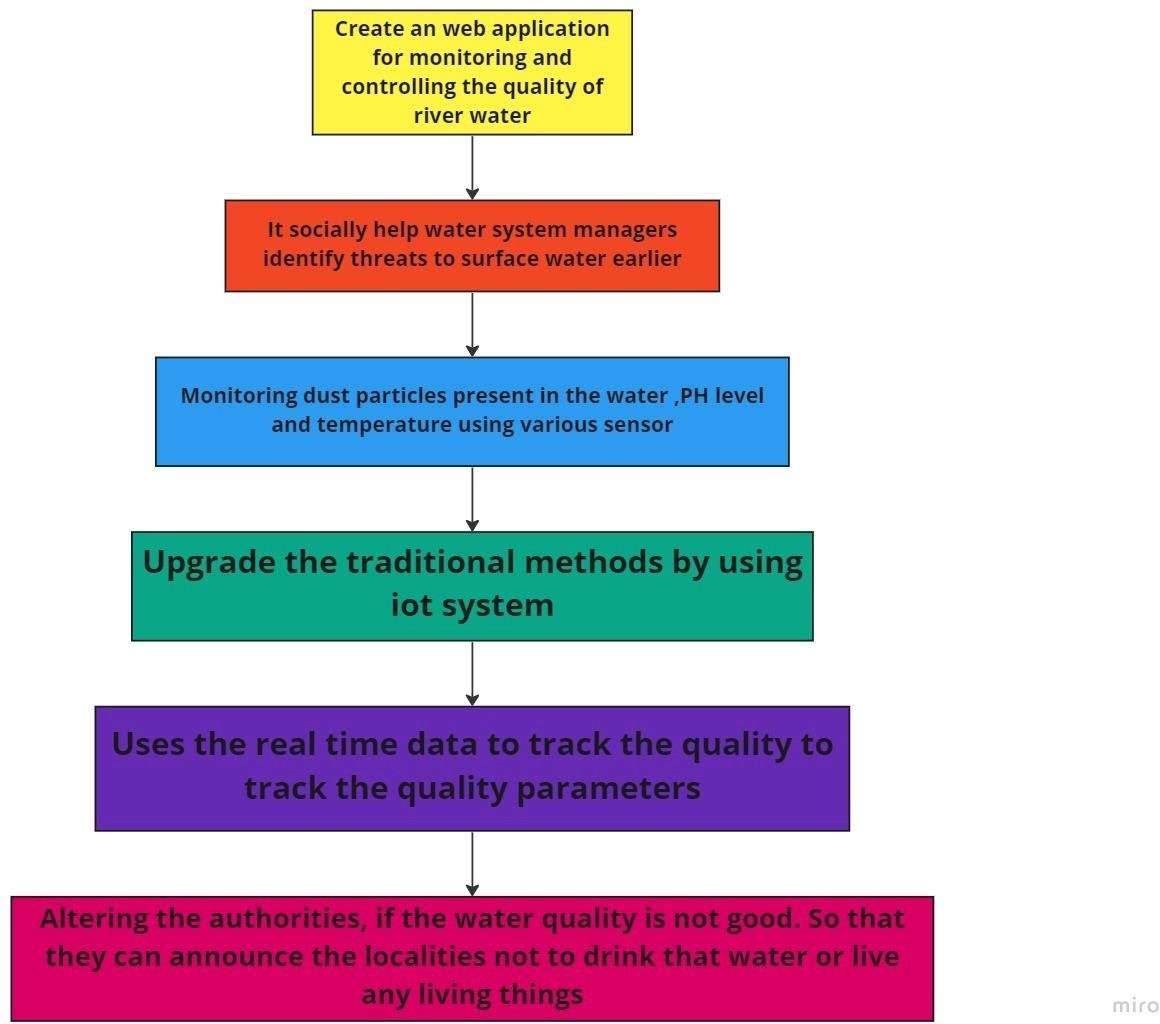 Create an web application
for monitoring and
controlling the quality of
river water
It socially help water system managers
identify threats to surface water earlier
Monitoring dust particles present in the water ,PH level
and temperature using various sensor
Upgrade the traditional methods by using
iot system
Uses the real time data to track the quality to
track the quality parameters
Altering the authorities, if the water quality is not good. So that
they can announce the localities not to drink that water or live
any living things
miro